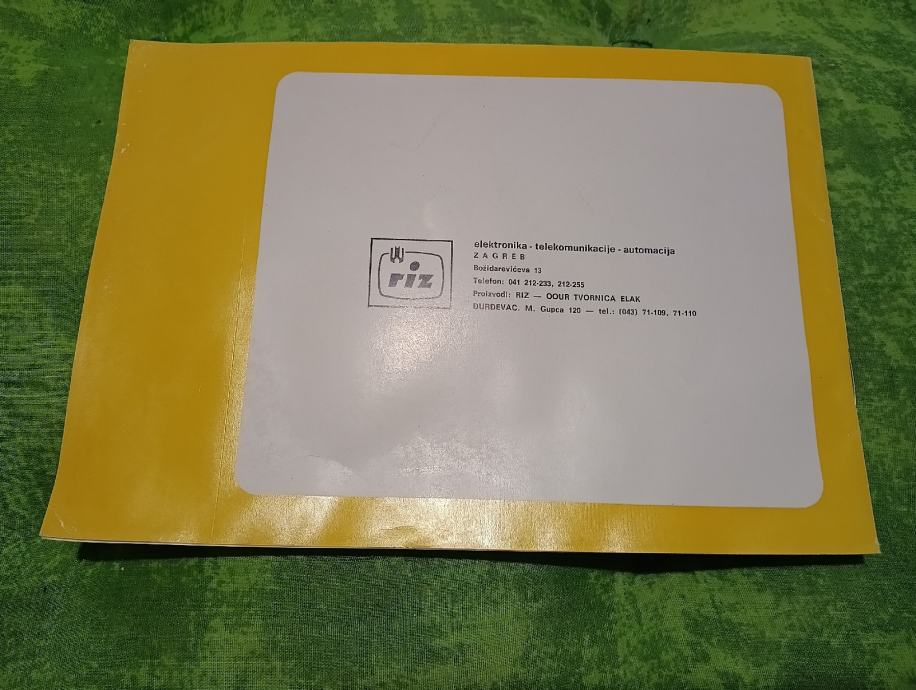 riz
elektronika - telekomunikacije - automacija
ZAGREB
Božidarevićeva 13
Telefon: 041 212-233, 212-255
Proizvodi: RIZ — OOUR TVORNICA ELAK
ĐURĐEVAC, M. Gupca 120 — tel.: (043) 71-109, 71-110